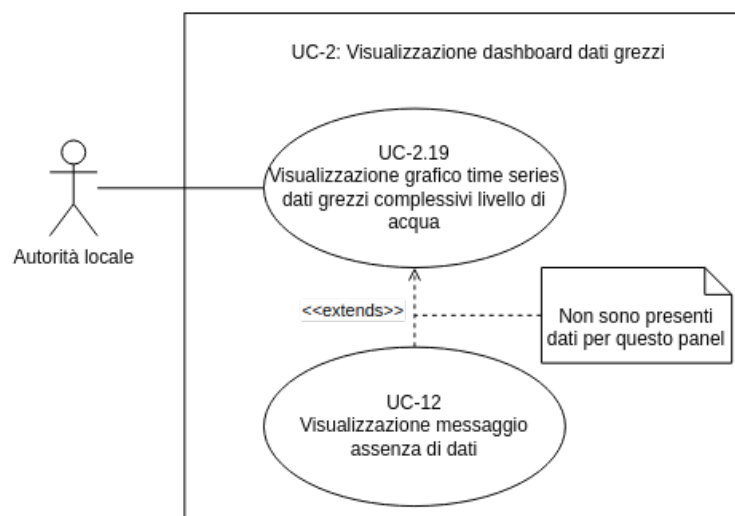 UC-2: Visualizzazione dashboard dati grezzi
UC-2.19
Visualizzazione grafico time series
dati grezzi complessivi livello di
acqua
Autorità locale
<<extends>>
Non sono presenti
dati per questo panel
UC-12
Visualizzazione messaggio
assenza di dati